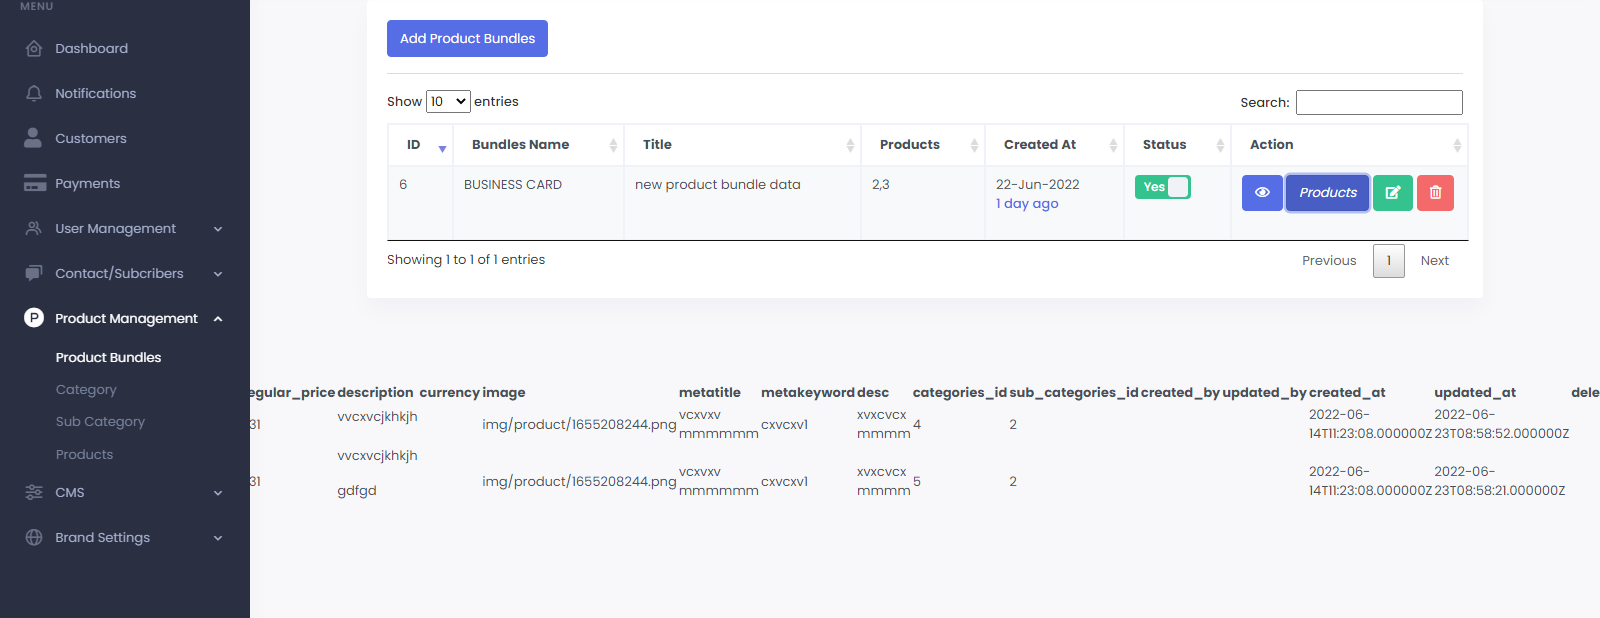 MENU
Dashboard
Notifications
Customers
Payments
User Management
Contact/Subcribers
P Product Management
Product Bundles
Category
Sub Category
Products
CMS
Brand Settings
Add Product Bundles
Show 10 entries Search:
ID Bundles Name Title Products Created At Status Action
6 BUSINESS CARD new product bundle data 2,3 22-Jun-2022 Yes Products
1 day ago
Showing 1 to 1 of 1 entries Previous 1 Next
egular_price description currency image metatitle metakeyword desc categories_id sub_categories_id created_by updated_by created_at updated_at dele
31 vvcxvcjkhkjh img/product/1655208244.png vcxvxv cxvcxv1 xvxcvcx 4 2 2022-06- 2022-06-
mmmmmm mmmm 14T11:23:08.000000Z 23T08:58:52.000000Z
vvcxvcjkhkjh
31 img/product/1655208244.png vcxvxv cxvcxv1 xvxcvcx 5 2 2022-06- 2022-06-
gdfgd mmmmmm mmmm 14T11:23:08.000000Z 23T08:58:21.000000Z